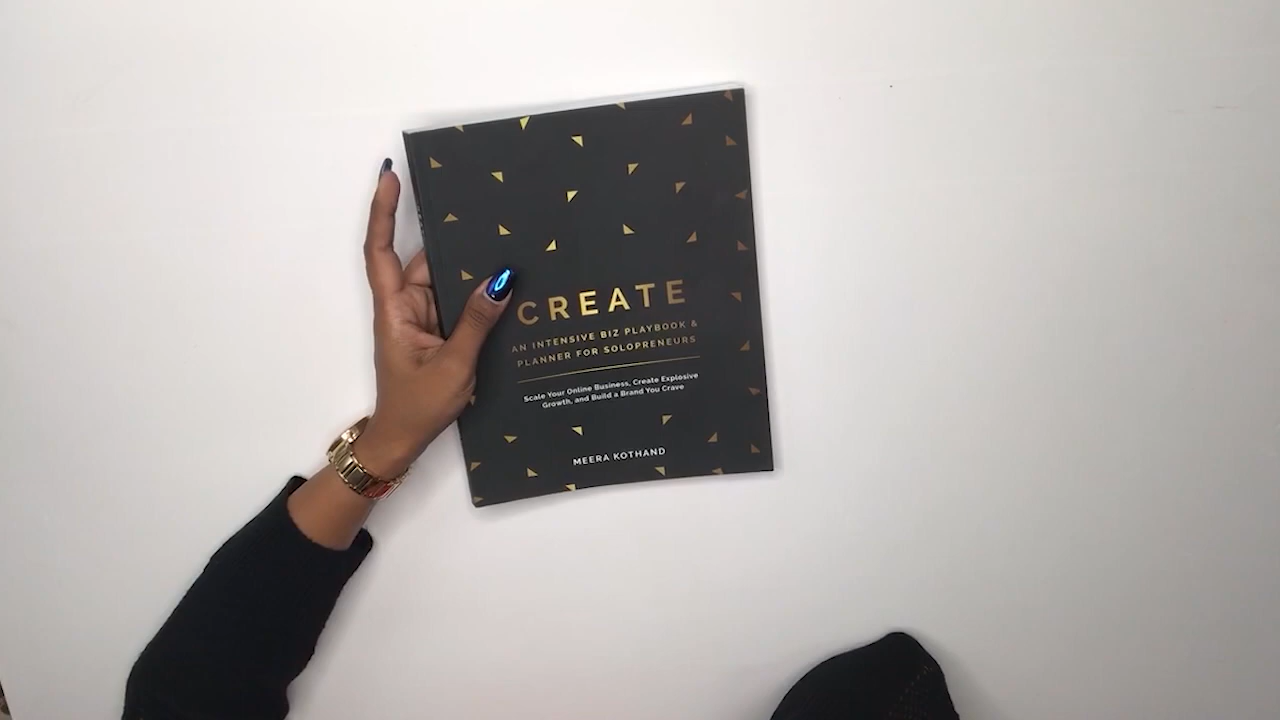 CREATE
AN INTENSIVE BIZ PLAYBOOK &
PLANNER FOR SOLOPRENEURS
Scale Your Online Business, Create Explosive
Growth, and Build a Brand You Crave
MEERA KOTHAND